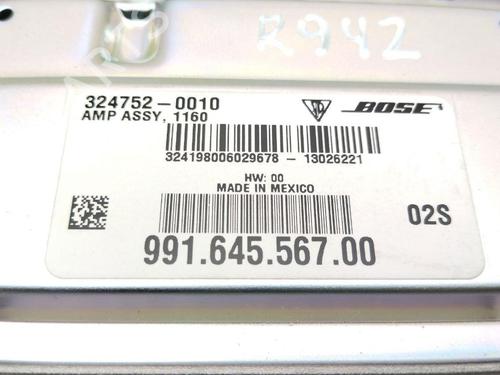 R942
324752-0010
AMP ASSY, 1160
BOSE
324198006029678 - 13026221
HW: 00
MADE IN MEXICO
02S
991.645.567.00